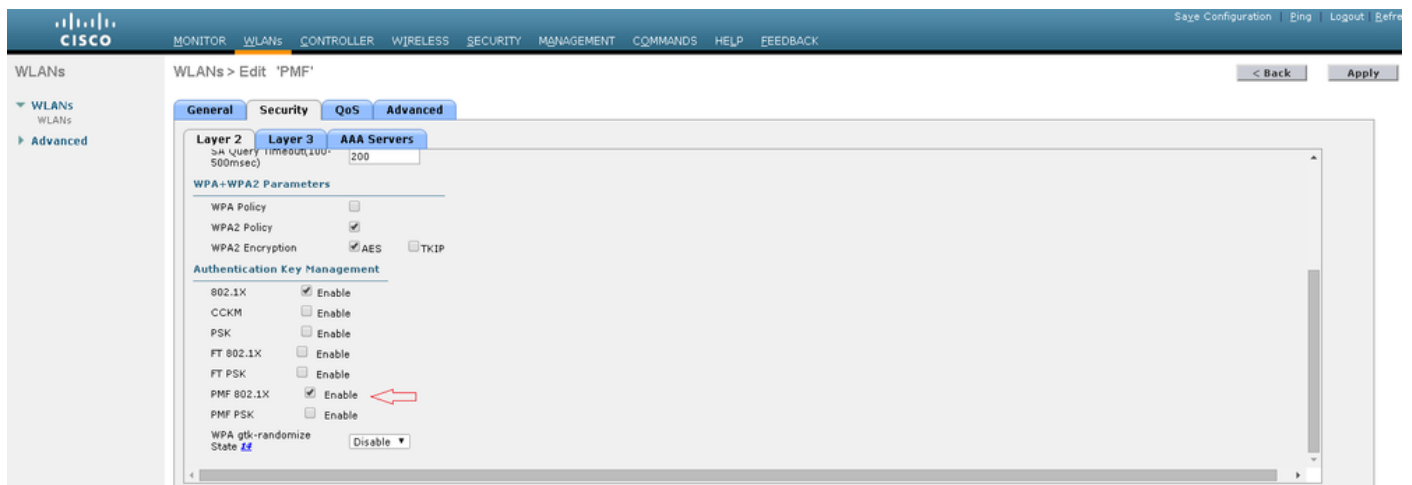 Save Configuration | Ping | Logout | Refre
CISCO MONITOR WLANs CONTROLLER WIRELESS SECURITY MANAGEMENT COMMANDS HELP FEEDBACK
WLANs
WLANs > Edit 'PMF'
< Back Apply
WLANs
WLANs
Advanced
General Security QoS Advanced
Layer 2 Layer 3 AAA Servers
SA Query Timeout(100-
500msec) 200
WPA+WPA2 Parameters
WPA Policy
WPA2 Policy
WPA2 Encryption AES TKIP
Authentication Key Management
802.1X Enable
CCKM Enable
PSK Enable
FT 802.1X Enable
FT PSK Enable
PMF 802.1X Enable
PMF PSK Enable
WPA gtk-randomize
State 14 Disable